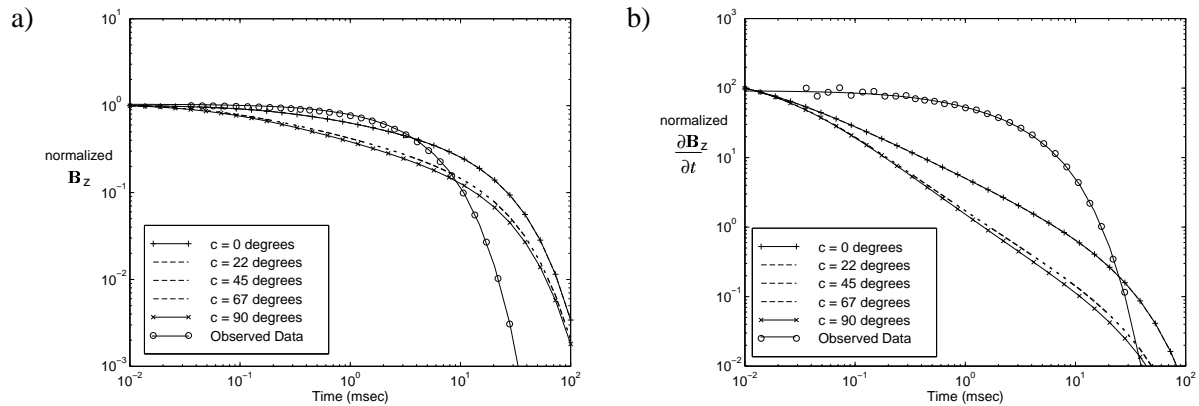 a)
10^1
10^0
10^-1
10^-2
10^-3
normalized
B_z
c = 0 degrees
c = 22 degrees
c = 45 degrees
c = 67 degrees
c = 90 degrees
Observed Data
10^-2
10^-1
10^0
10^1
10^2
Time (msec)
b)
10^3
10^2
10^1
10^0
10^-1
10^-2
normalized
∂B_z
∂t
c = 0 degrees
c = 22 degrees
c = 45 degrees
c = 67 degrees
c = 90 degrees
Observed Data
10^-2
10^-1
10^0
10^1
10^2
Time (msec)